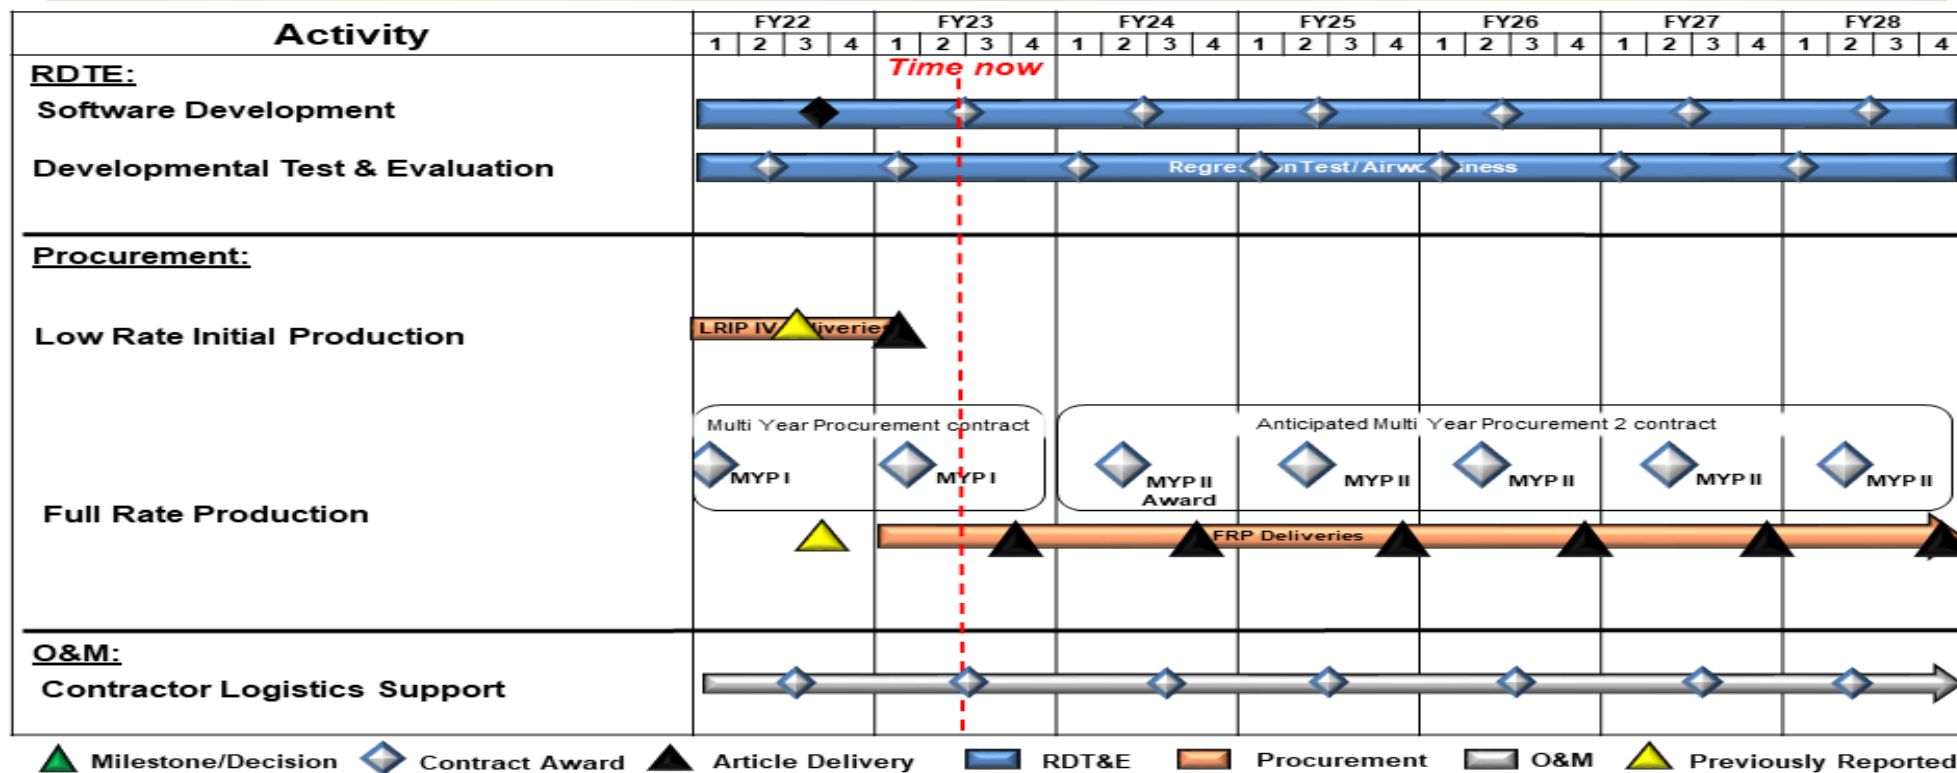 Activity
FY22 FY23 FY24 FY25 FY26 FY27 FY28
1 2 3 4 1 2 3 4 1 2 3 4 1 2 3 4 1 2 3 4 1 2 3 4 1 2 3 4
Time now
RDTE:
Software Development
Developmental Test & Evaluation
Procurement:
Low Rate Initial Production
LRIP IV
Multi Year Procurement contract
Anticipated Multi Year Procurement 2 contract
MYP I
MYP I
MYP II
Award
MYP II
MYP II
MYP II
MYP II
Full Rate Production
FRP Deliveries
O&M:
Contractor Logistics Support
Milestone/Decision Contract Award Article Delivery RDT&E Procurement O&M Previously Reported